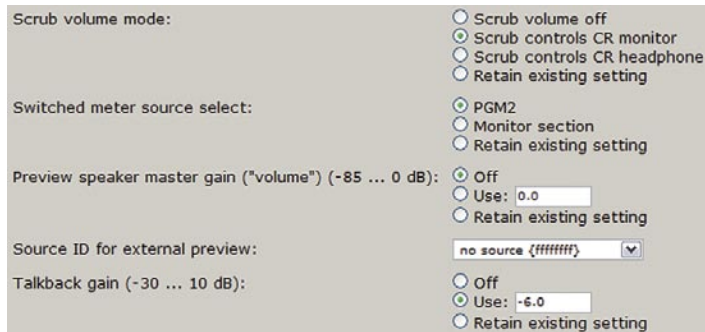 Scrub volume mode: Scrub volume off
Scrub controls CR monitor
Scrub controls CR headphone
Retain existing setting
Switched meter source select: PGM2
Monitor section
Retain existing setting
Preview speaker master gain ("volume") (-85 ... 0 dB): Off
Use: 0.0
Retain existing setting
Source ID for external preview: no source {ffffffff}
Talkback gain (-30 ... 10 dB): Off
Use: -6.0
Retain existing setting